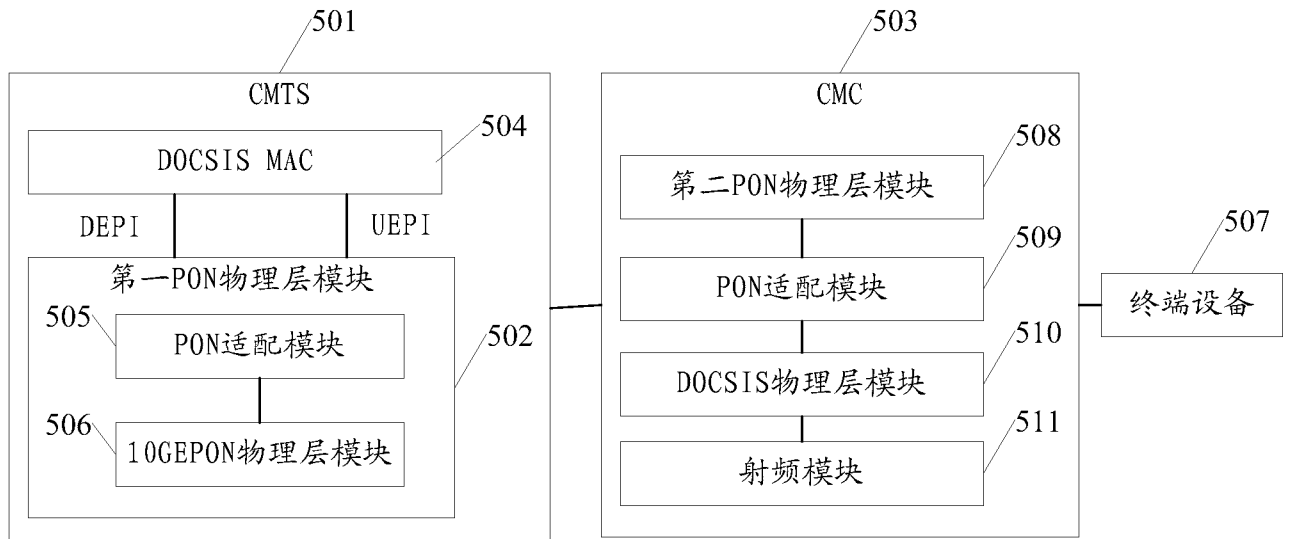 501
CMTS
504
DOCSIS MAC
DEPI
UEPI
第一PON物理层模块
505
PON适配模块
502
506
10GEPON物理层模块
503
CMC
508
第二PON物理层模块
509
PON适配模块
510
DOCSIS物理层模块
511
射频模块
507
终端设备